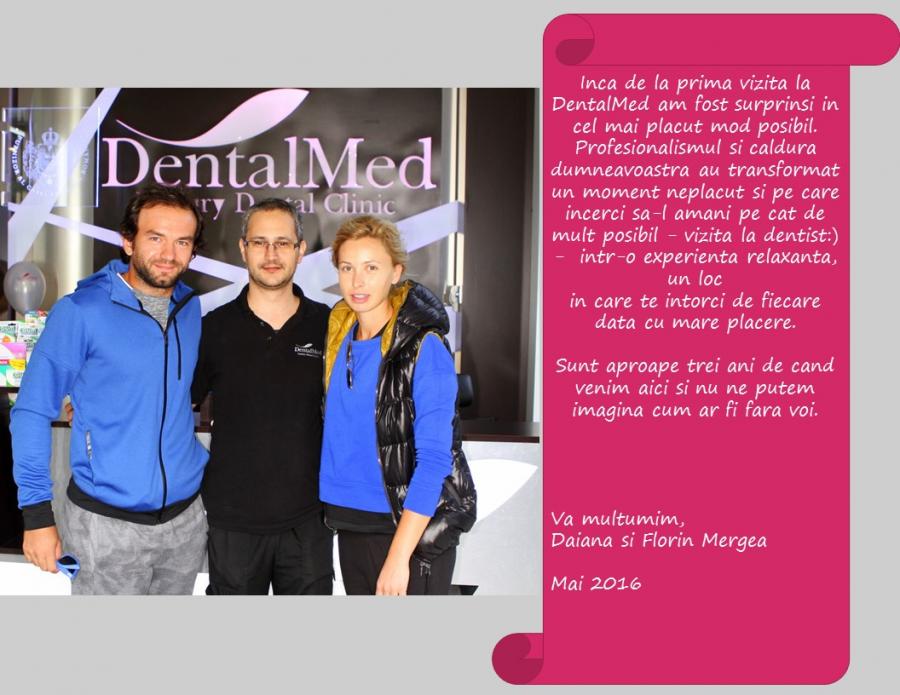 DentalMed
ury Dental Clinic
DentalMed
Inca de la prima vizita la
DentalMed am fost surprinsi in
cel mai placut mod posibil.
Profesionalismul si caldura
dumneavoastra au transformat
un moment neplacut si pe care
incerci sa-l amani pe cat de
mult posibil - vizita la dentist:)
- intr-o experienta relaxanta,
un loc
in care te intorci de fiecare
data cu mare placere.
Sunt aproape trei ani de cand
venim aici si nu ne putem
imagina cum ar fi fara voi.
Va multumim,
Daiana si Florin Mergea
Mai 2016